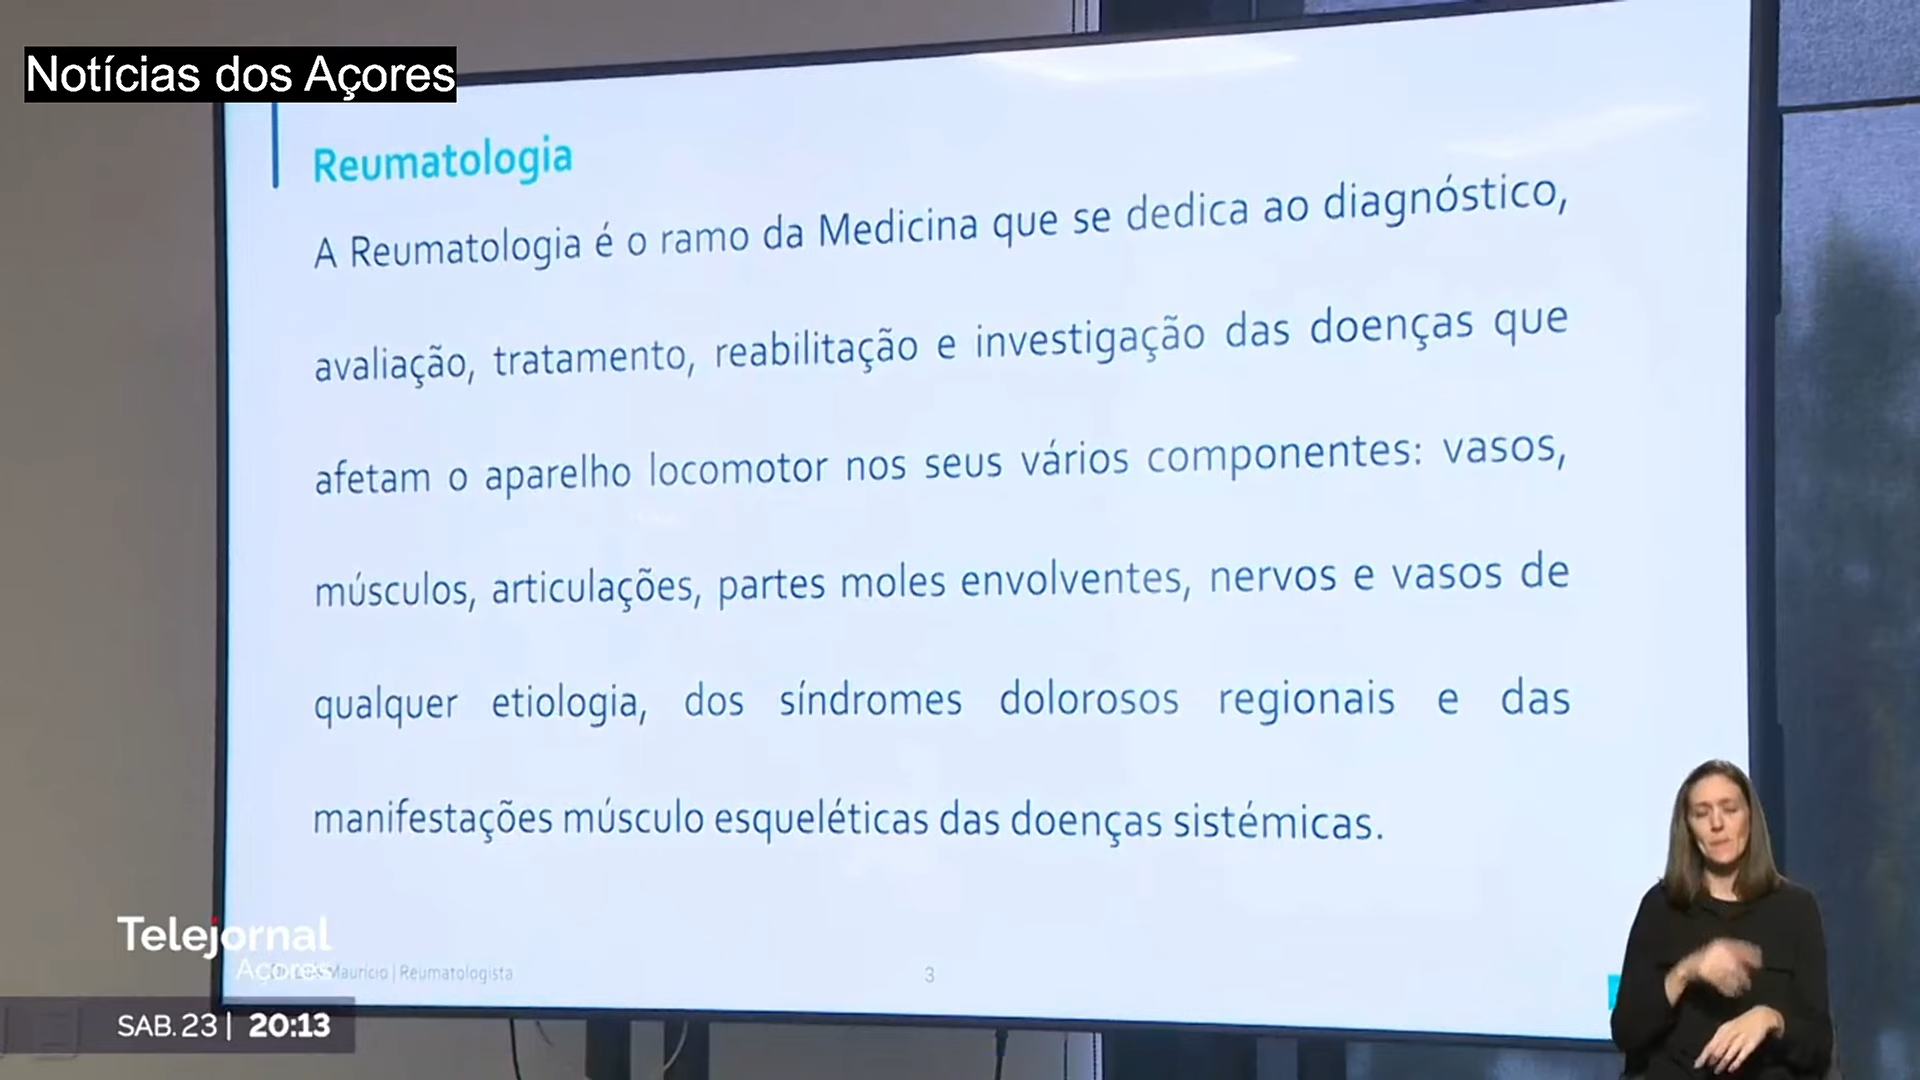 Notícias dos Açores
Reumatologia
A Reumatologia é o ramo da Medicina que se dedica ao diagnóstico,
avaliação, tratamento, reabilitação e investigação das doenças que
afetam o aparelho locomotor nos seus vários componentes: vasos,
músculos, articulações, partes moles envolventes, nervos e vasos de
qualquer etiologia, dos síndromes dolorosos regionais e das
manifestações músculo esqueléticas das doenças sistémicas.
Telejornal
Açores
Maurício | Reumatologista
3
SAB. 23 | 20:13